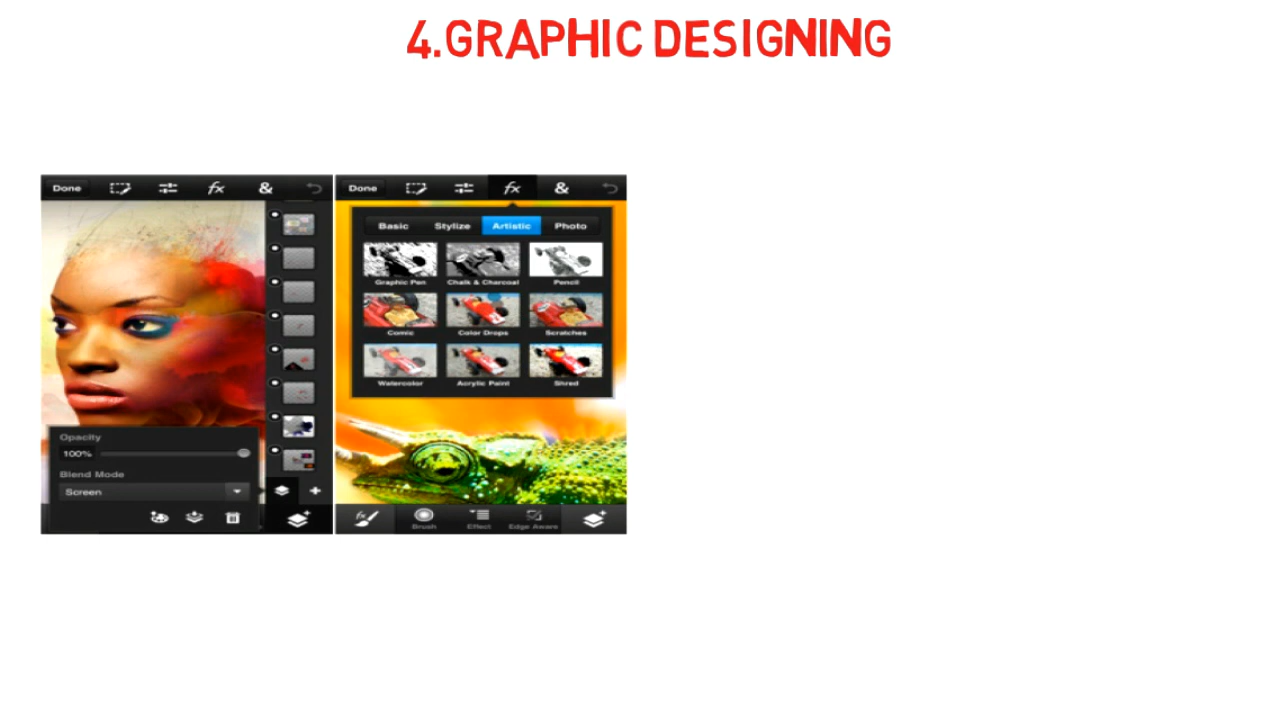 4.GRAPHIC DESIGNING
Done fx &
Opacity
100%
Blend Mode
Screen
Done fx &
Basic Stylize Artistic Photo
Graphic Pen Chalk & Charcoal Pencil
Comic Color Drops Scratches
Watercolor Acrylic Paint Shred
fx Brush Effect Edge Aware